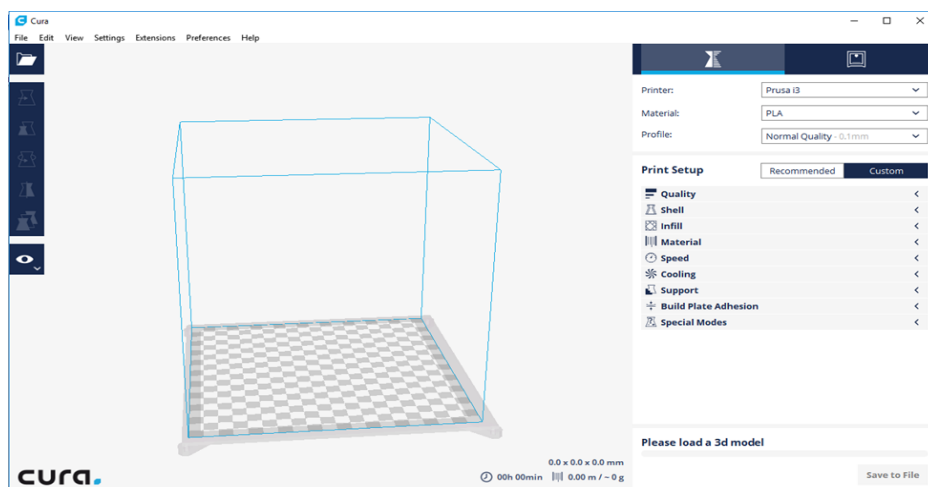 Cura
File Edit View Settings Extensions Preferences Help
Printer: Prusa i3
Material: PLA
Profile: Normal Quality - 0.1mm
Print Setup Recommended Custom
Quality
Shell
Infill
Material
Speed
Cooling
Support
Build Plate Adhesion
Special Modes
Please load a 3d model
0.0 x 0.0 x 0.0 mm
00h 00min 0.00 m / ~ 0 g
Save to File
cura.